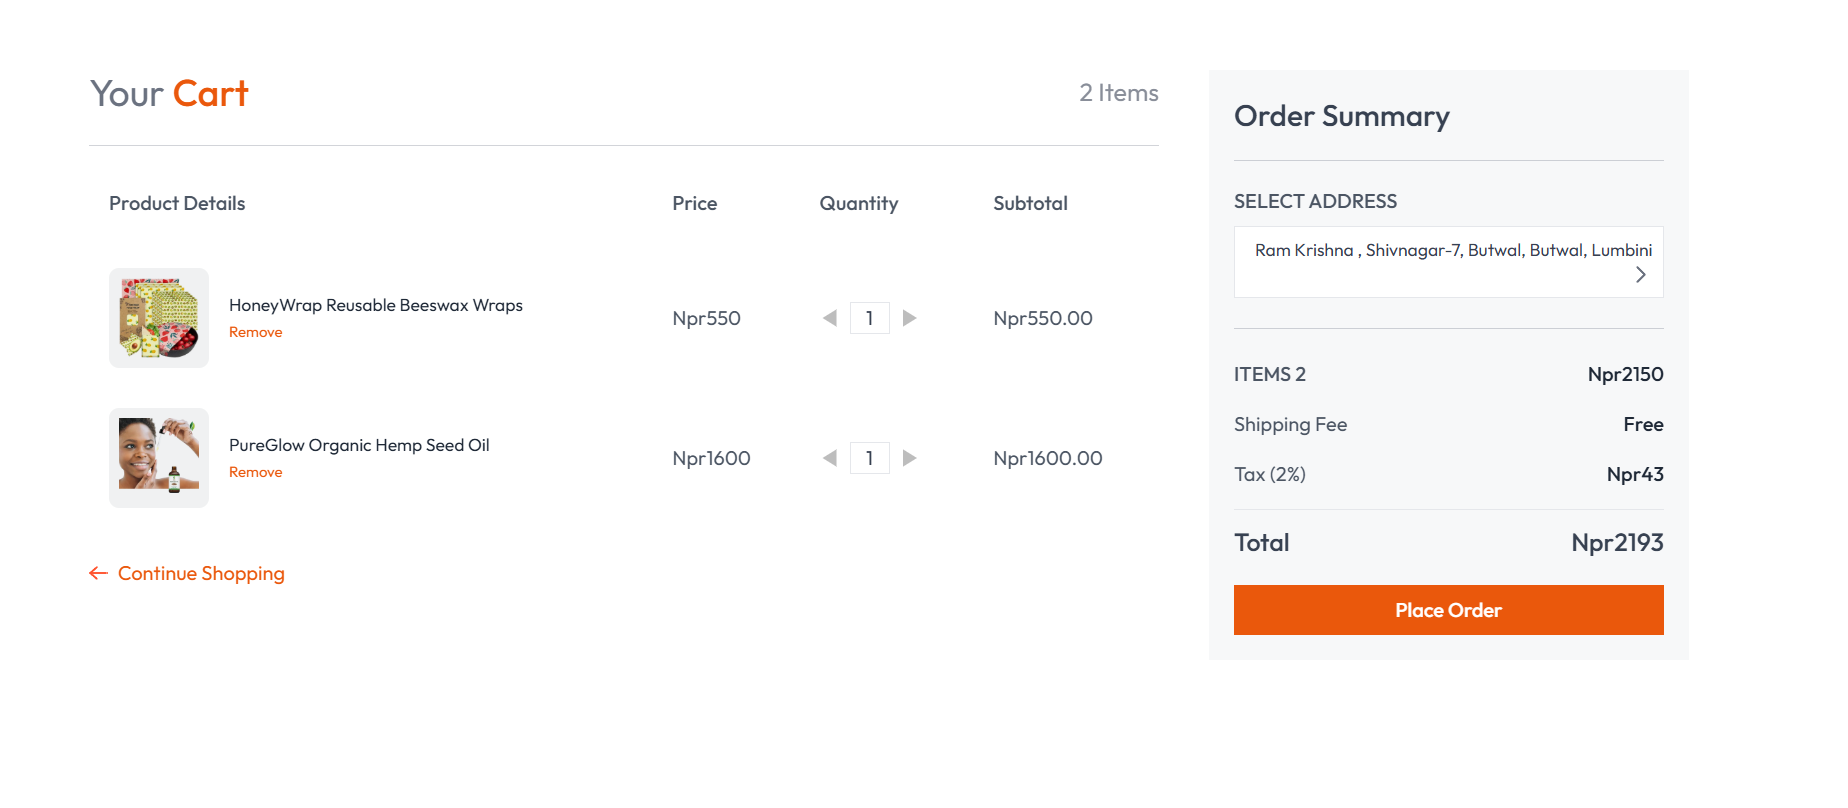 Your Cart
2 Items
Product Details
Price
Quantity
Subtotal
HoneyWrap Reusable Beeswax Wraps
Remove
Npr550
1
Npr550.00
PureGlow Organic Hemp Seed Oil
Remove
Npr1600
1
Npr1600.00
Continue Shopping
Order Summary
SELECT ADDRESS
Ram Krishna , Shivnagar-7, Butwal, Butwal, Lumbini
ITEMS 2
Npr2150
Shipping Fee
Free
Tax (2%)
Npr43
Total
Npr2193
Place Order